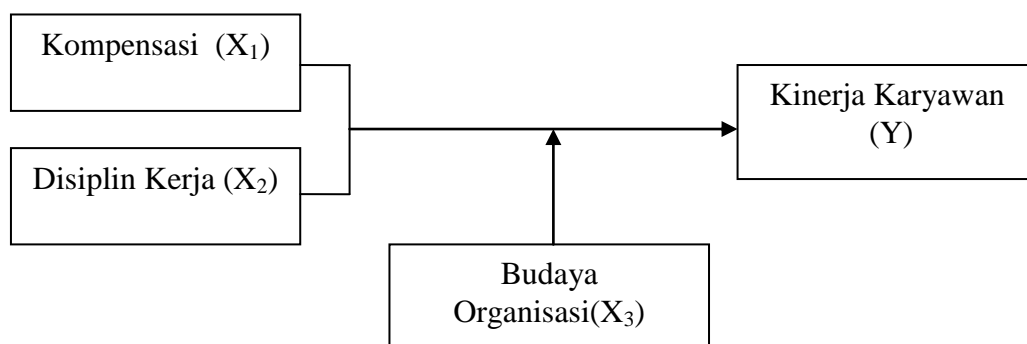 Kompensasi (X₁)
Disiplin Kerja (X₂)
Kinerja Karyawan
(Y)
Budaya
Organisasi(X₃)